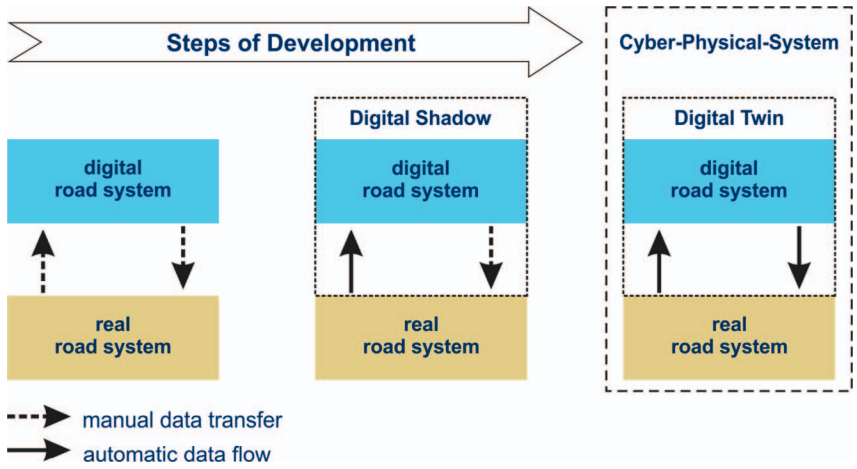 Steps of Development
Cyber-Physical-System
Digital Shadow
Digital Twin
digital
road system
digital
road system
digital
road system
real
road system
real
road system
real
road system
manual data transfer
automatic data flow